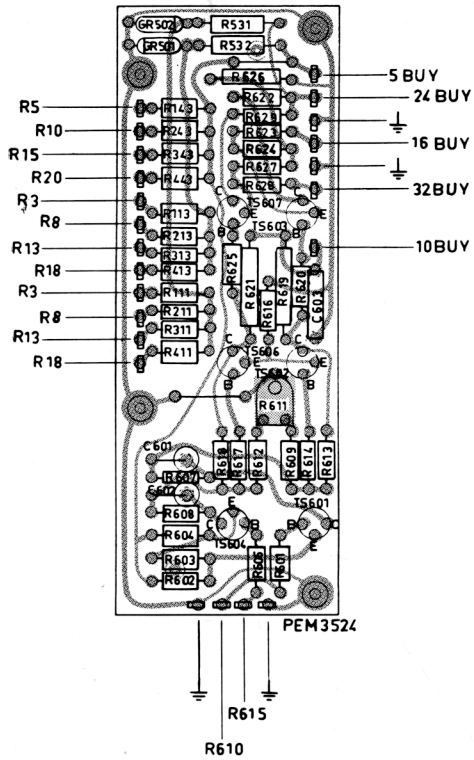 GR502 R531
GR501 R532
R626 5 BUY
R5 R143 R622 24 BUY
R629
R10 R243 R623 16 BUY
R15 R343 R624
R627
R20 R443 R628 32 BUY
R3 C TS607 C
R113 E E
R8 B TS603 B
R213
R13 R313 10 BUY
R18 R413 R625 R621 R616 R619 R620 C603
R3 R111
R8 R211
R311
R13 TS606
R18 R411 C C
TS602
E E
B B
R611
C601 R618 R617 R612 R609 R614 R613
R607
C602
R608 E TS601
C B B C
R604 TS604 E
R603 R606 R601
R602
PEM3524
R615
R610